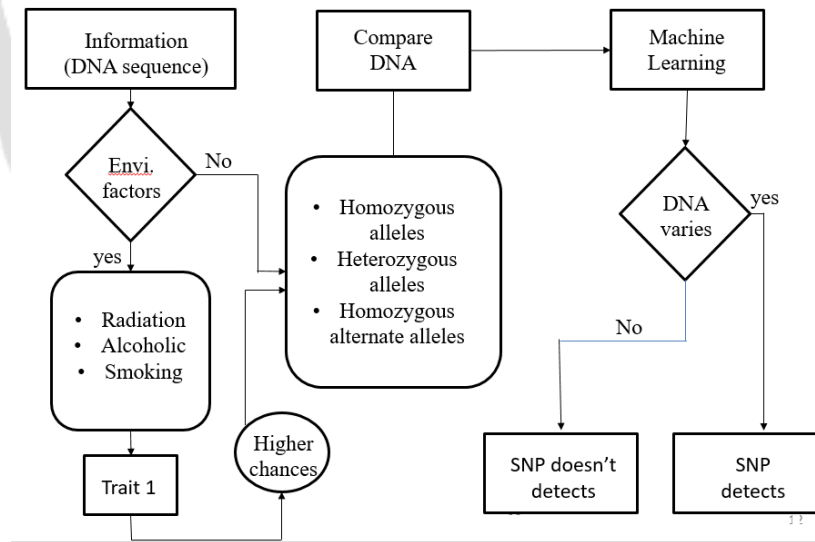 Information
(DNA sequence)
Envi.
factors
No
yes
• Radiation
• Alcoholic
• Smoking
Trait 1
Higher
chances
• Homozygous
alleles
• Heterozygous
alleles
• Homozygous
alternate alleles
Compare
DNA
Machine
Learning
DNA
varies
yes
No
SNP doesn't
detects
SNP
detects
12